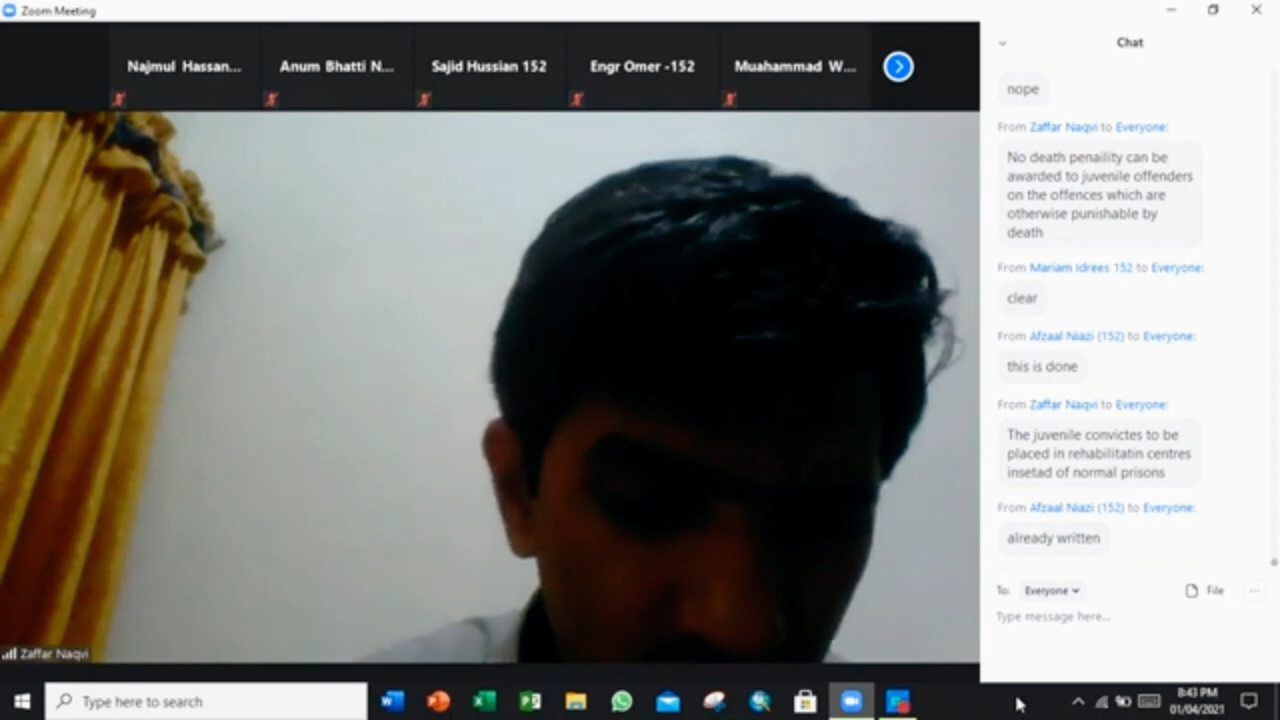 Zoom Meeting
Najmul Hassan...
Anum Bhatti N...
Sajid Hussian 152
Engr Omer -152
Muahammad W...
Chat
nope
From Zaffar Naqvi to Everyone:
No death penaility can be
awarded to juvenile offenders
on the offences which are
otherwise punishable by
death
From Mariam Idrees 152 to Everyone:
clear
From Afzaal Niazi (152) to Everyone:
this is done
From Zaffar Naqvi to Everyone:
The juvenile convictes to be
placed in rehabilitatin centres
insetad of normal prisons
From Afzaal Niazi (152) to Everyone:
already written
To: Everyone File ...
Type message here...
Zaffar Naqvi
Type here to search
8:43 PM
01/04/2021